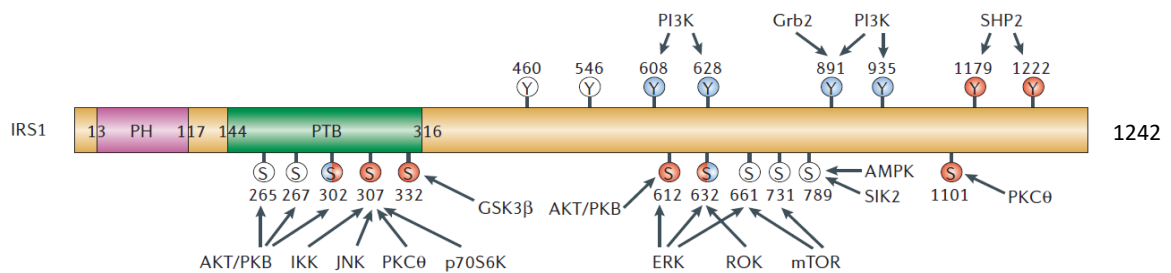 PI3K Grb2 PI3K SHP2
460 546 608 628 891 935 1179 1222
Y Y Y Y Y Y Y Y
IRS1 13 PH 117 144 PTB 316 1242
S S S S S S S S S S S
265 267 302 307 332 GSK3β AKT/PKB 612 632 661 731 789 AMPK SIK2 1101 PKCθ
AKT/PKB IKK JNK PKCθ p70S6K ERK ROK mTOR